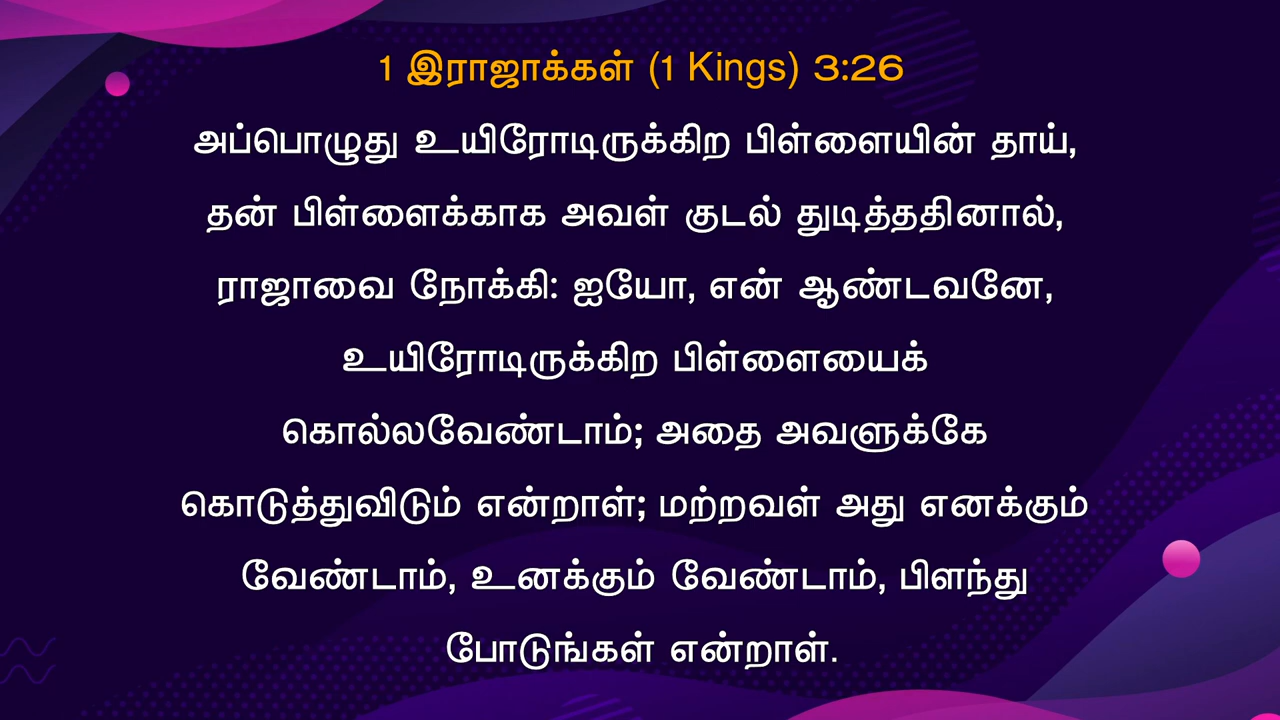 1 இராஜாக்கள் (1 Kings) 3:26
அப்பொழுது உயிரோடிருக்கிற பிள்ளையின் தாய்,
தன் பிள்ளைக்காக அவள் குடல் துடித்ததினால்,
ராஜாவை நோக்கி: ஐயோ, என் ஆண்டவனே,
உயிரோடிருக்கிற பிள்ளையைக்
கொல்லவேண்டாம்; அதை அவளுக்கே
கொடுத்துவிடும் என்றாள்; மற்றவள் அது எனக்கும்
வேண்டாம், உனக்கும் வேண்டாம், பிளந்து
போடுங்கள் என்றாள்.